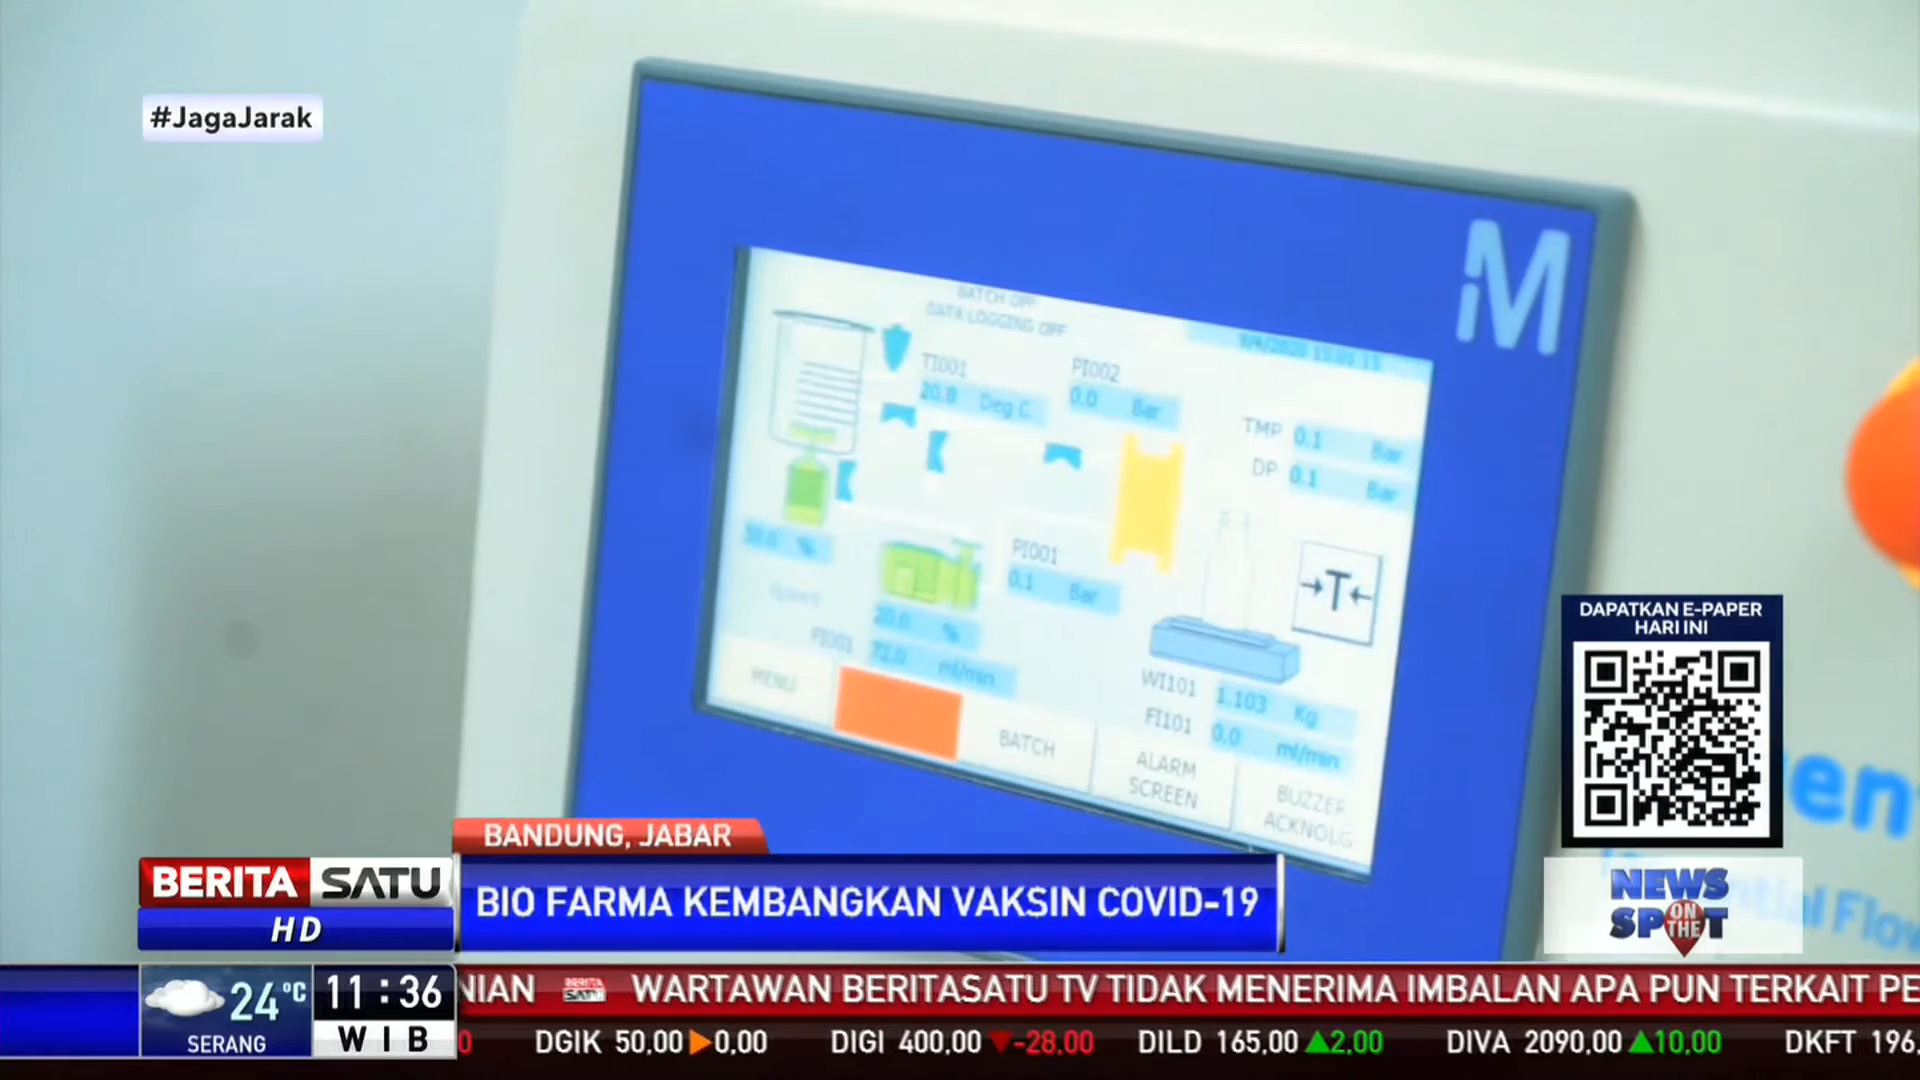 #JagaJarak
M
BATCH OFF
DATA LOGGING OFF
TI001
20.8 Deg C
PI002
0.0 Bar
TMP 0.1 Bar
DP 0.1 Bar
%
PI001
0.1 Bar
20.0 %
FI001 72.0 ml/min
T
WI101 1.103 Kg
FI101 0.0 ml/min
MENU
BATCH
ALARM
SCREEN
BUZZER
ACKNOLG
DAPATKAN E-PAPER
HARI INI
BANDUNG, JABAR
BERITA SATU
HD
BIO FARMA KEMBANGKAN VAKSIN COVID-19
NEWS
ON THE
SPOT
24°C
SERANG
11:36
WIB
NIAN BERITA SATU WARTAWAN BERITASATU TV TIDAK MENERIMA IMBALAN APA PUN TERKAIT PE
0 DGIK 50,00 0,00 DIGI 400,00 -28,00 DILD 165,00 2,00 DIVA 2090,00 10,00 DKFT 196,